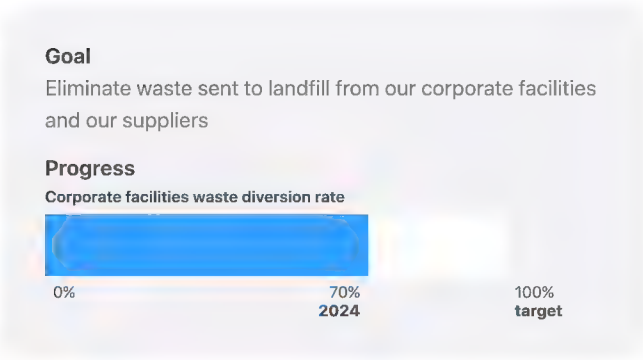 Goal
Eliminate waste sent to landfill from our corporate facilities
and our suppliers
Progress
Corporate facilities waste diversion rate
0% 70% 100%
2024 target